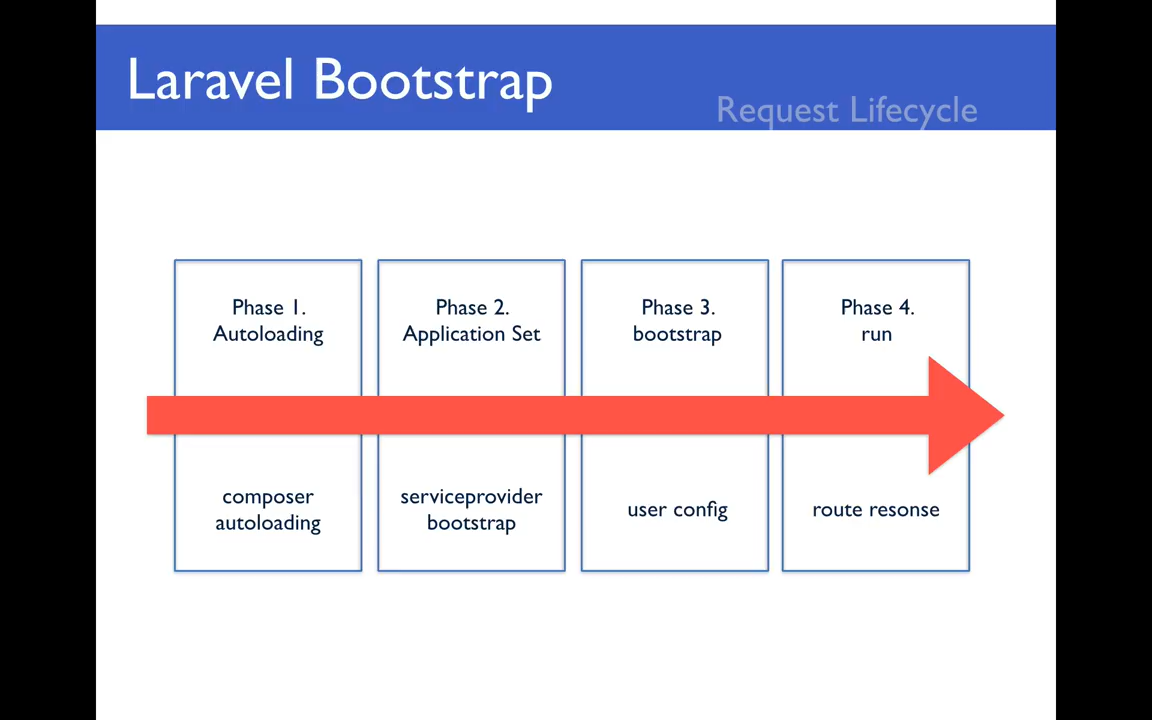 Laravel Bootstrap
Request Lifecycle
Phase 1.
Autoloading
composer
autoloading
Phase 2.
Application Set
serviceprovider
bootstrap
Phase 3.
bootstrap
user config
Phase 4.
run
route resonse